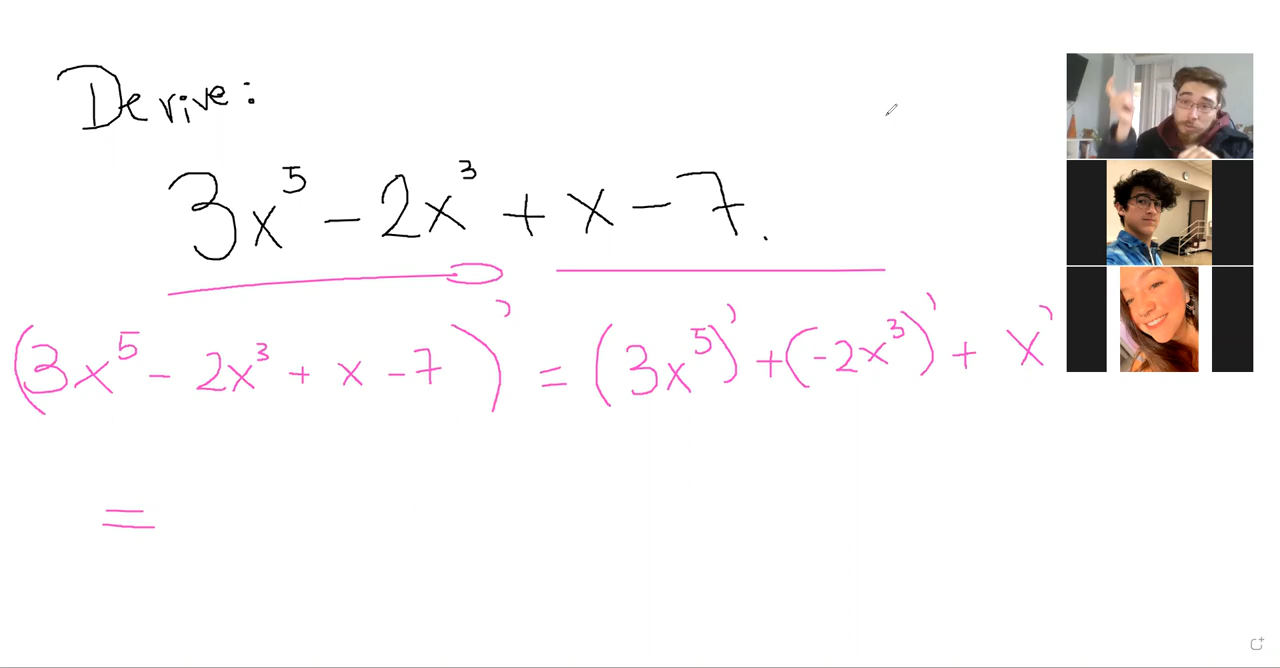 Derive:
3x⁵ - 2x³ + x - 7.
(3x⁵ - 2x³ + x - 7)' = (3x⁵)' + (-2x³)' + x'
=